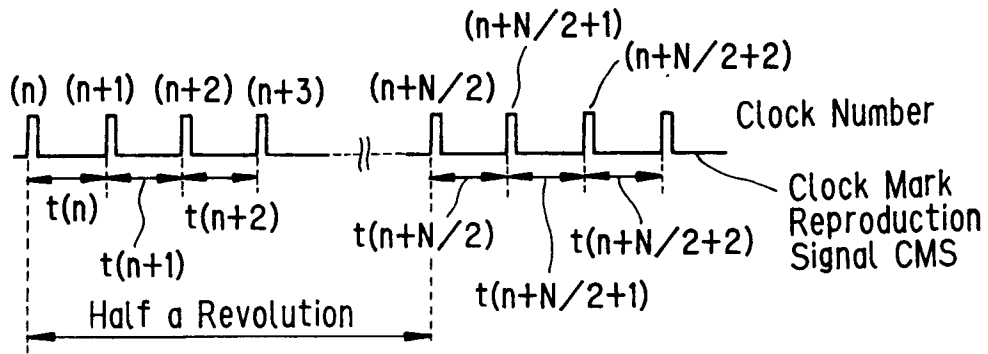 (n+N/2+1)
(n+N/2+2)
(n) (n+1) (n+2) (n+3) (n+N/2)
Clock Number
t(n)
t(n+1)
t(n+2)
t(n+N/2)
t(n+N/2+1)
t(n+N/2+2)
Clock Mark
Reproduction
Signal CMS
Half a Revolution